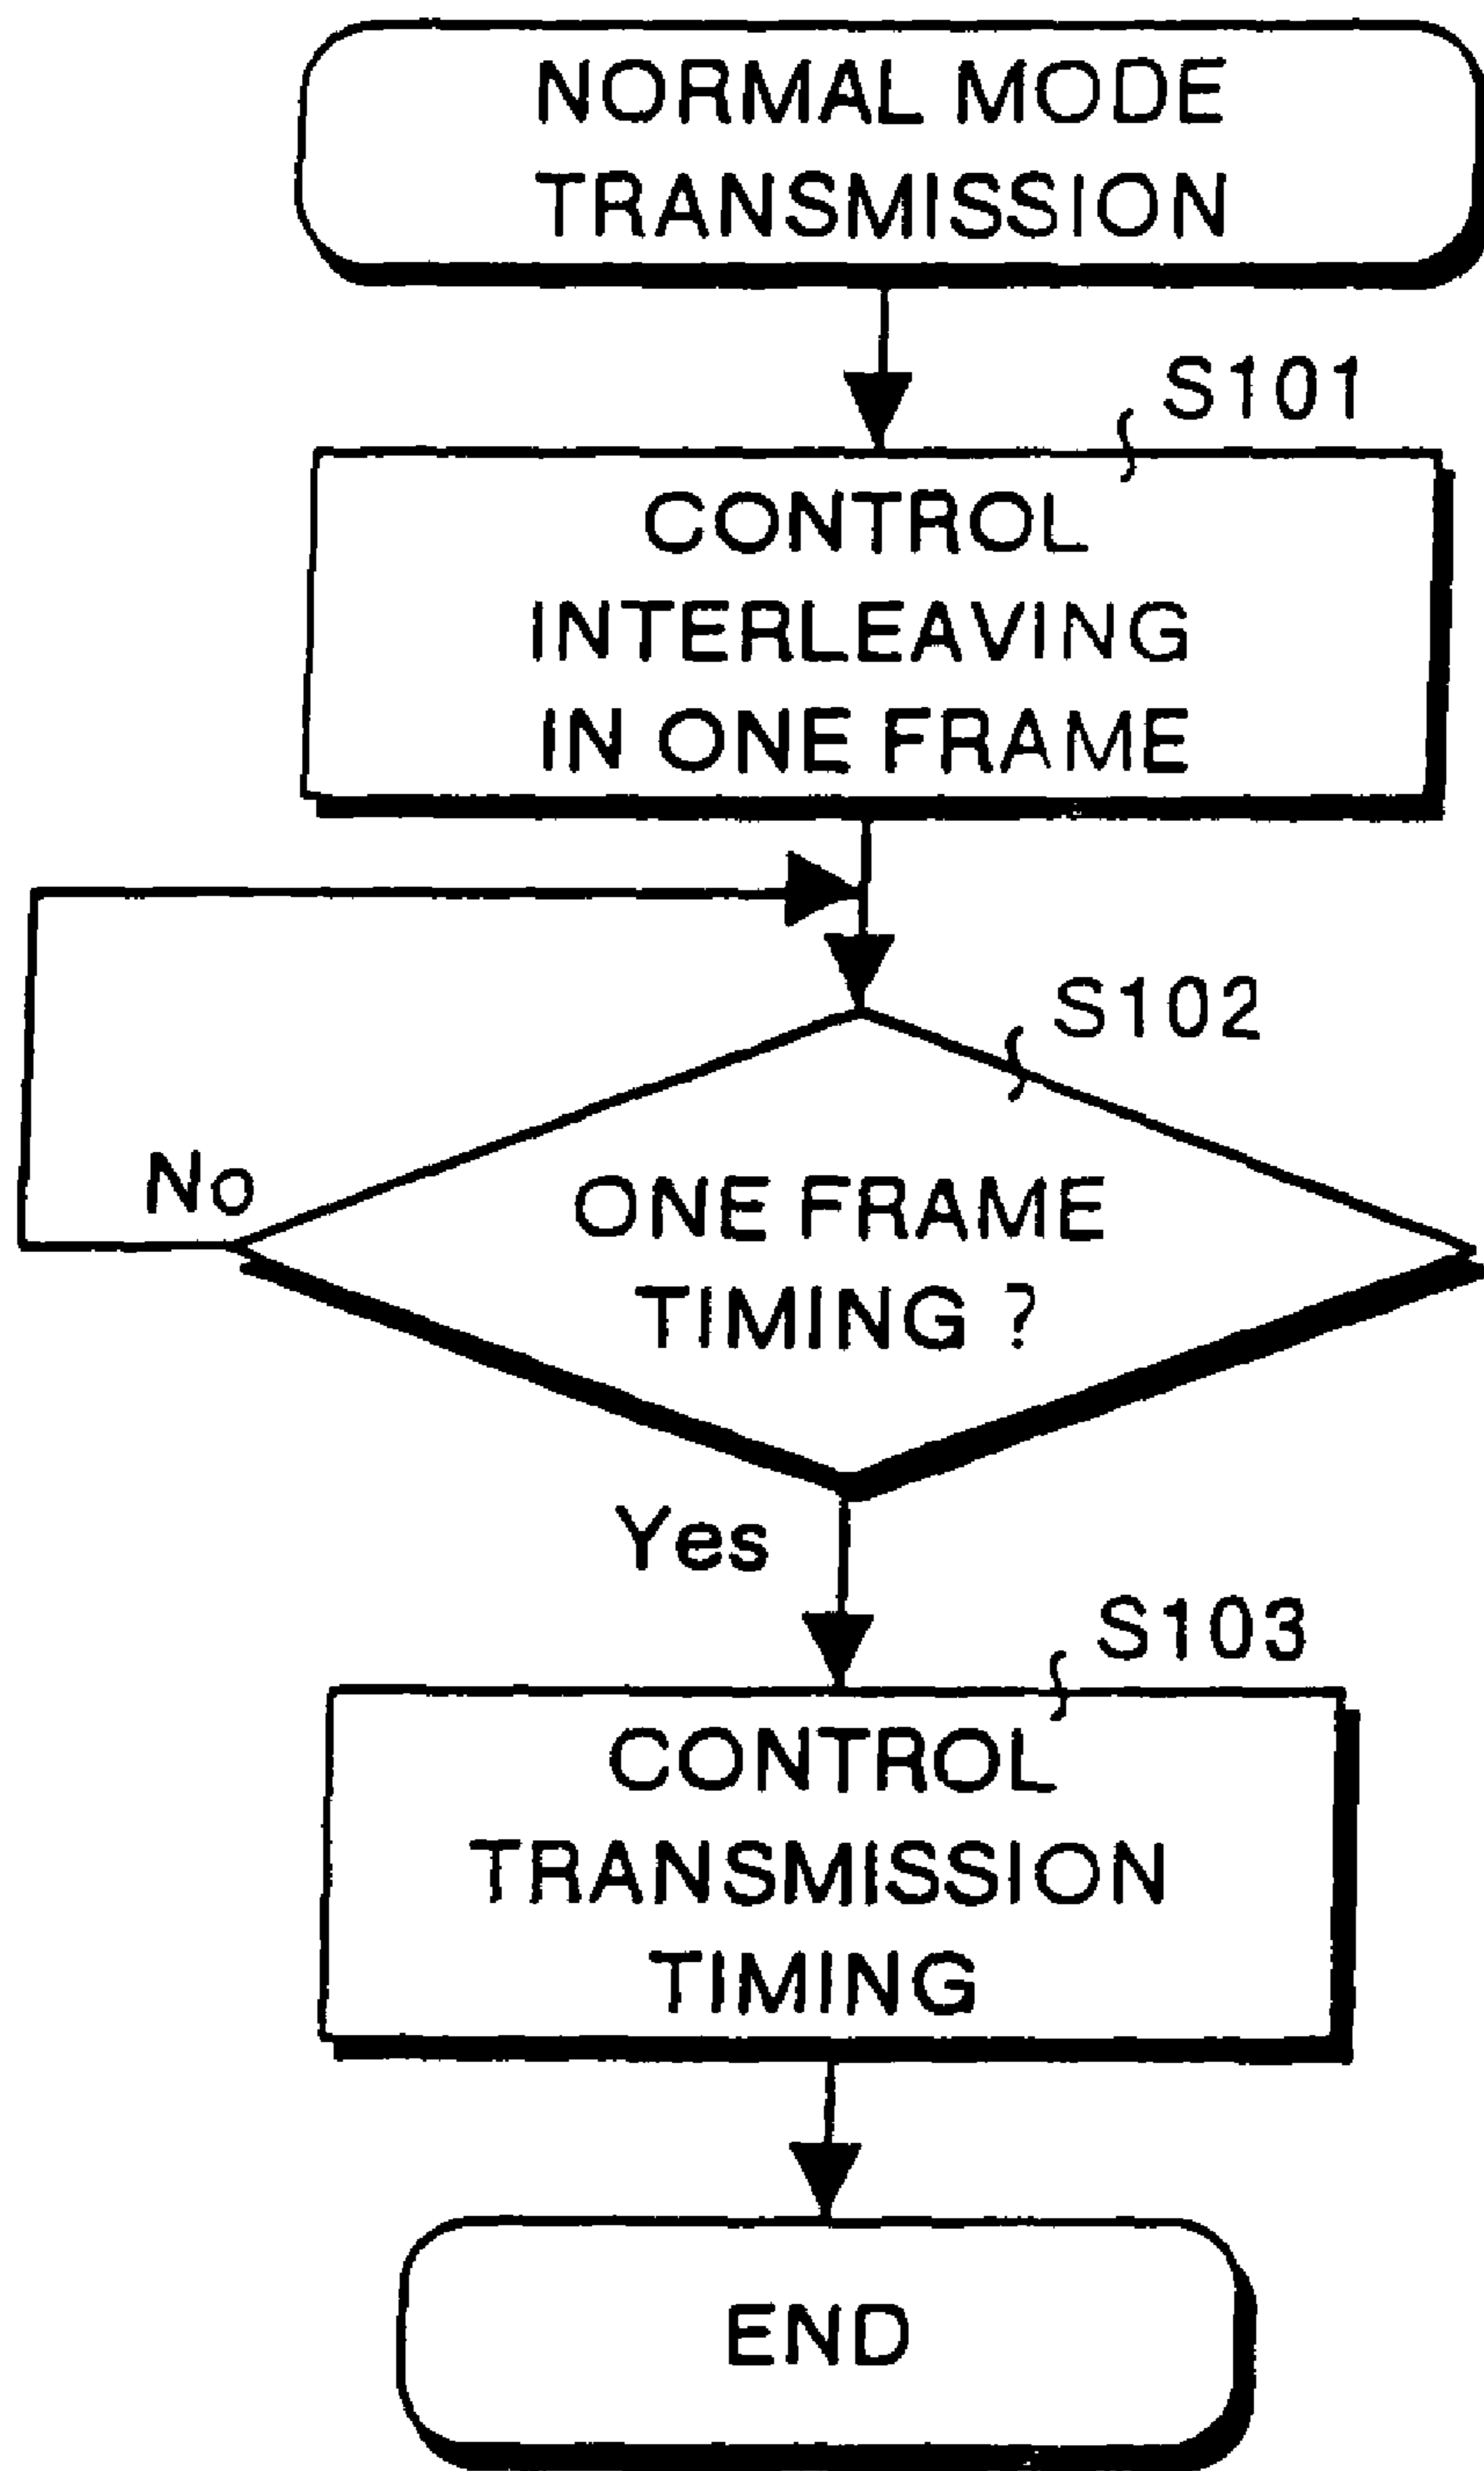 NORMAL MODE
TRANSMISSION
S101
CONTROL
INTERLEAVING
IN ONE FRAME
S102
No
ONE FRAME
TIMING ?
Yes
S103
CONTROL
TRANSMISSION
TIMING
END